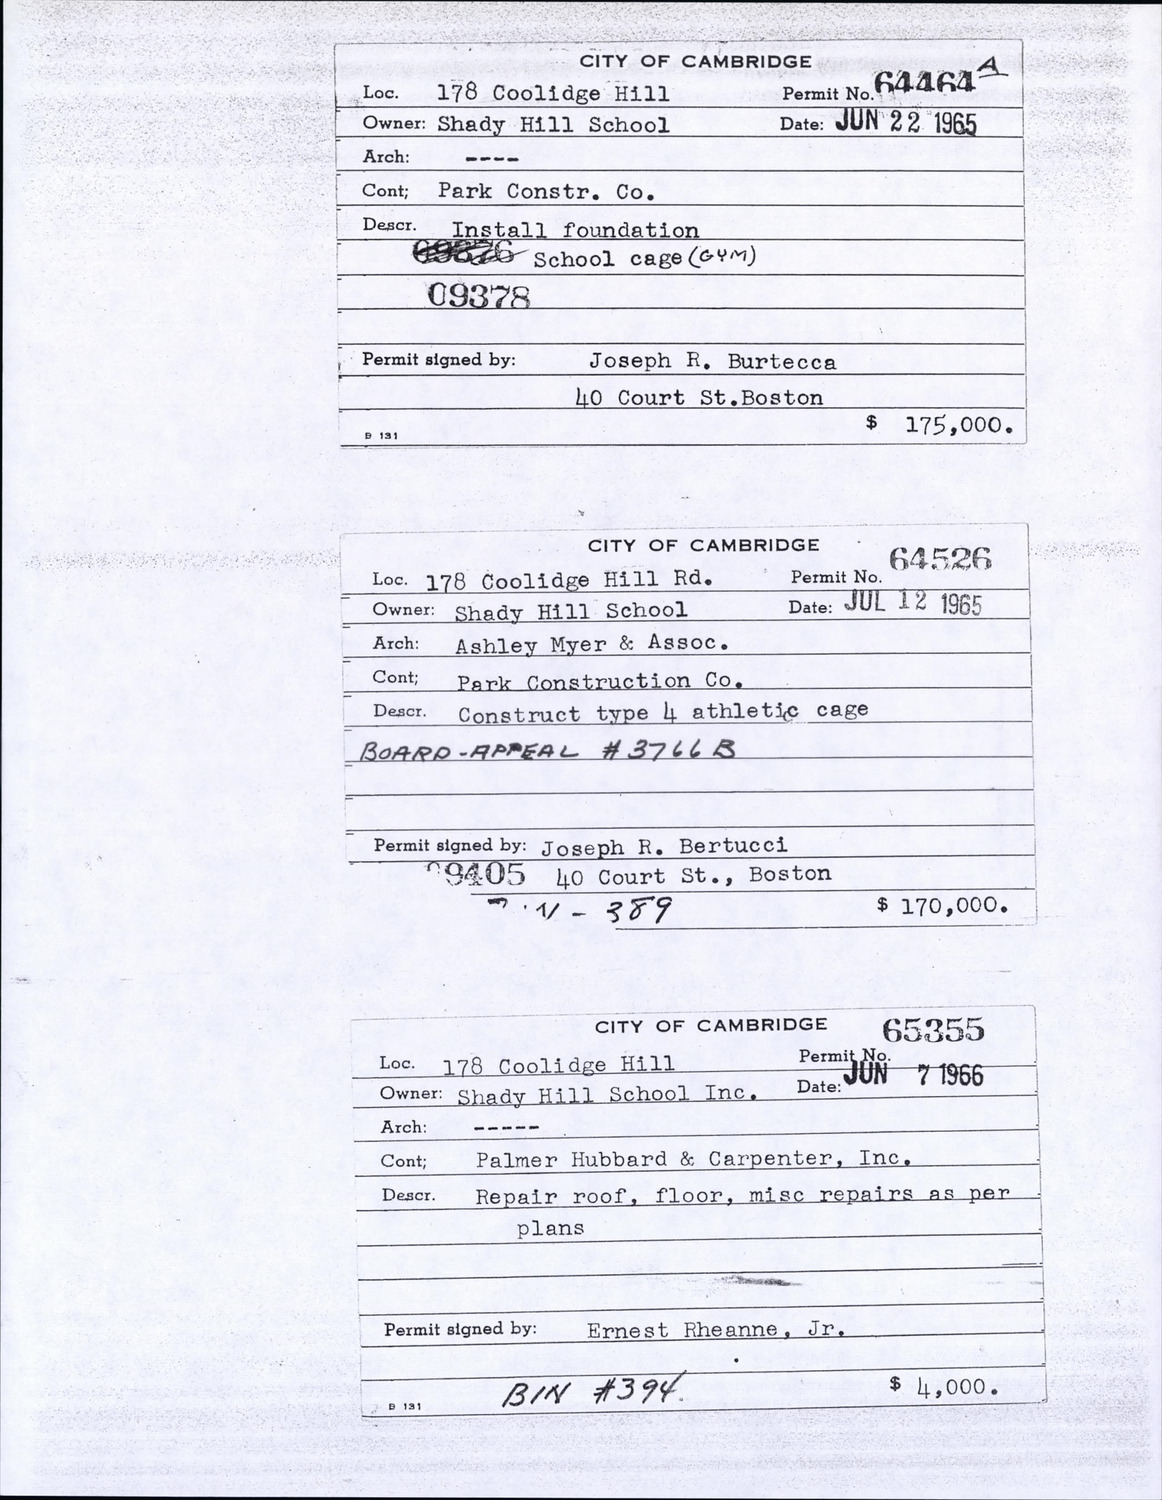 CITY OF CAMBRIDGE
Loc. 178 Coolidge Hill Permit No. 64464 A
Owner: Shady Hill School Date: JUN 22 1965
Arch: ----
Cont; Park Constr. Co.
Descr. Install foundation
School cage (GYM)
09378
Permit signed by: Joseph R. Burtecca
40 Court St.Boston
B 131 $ 175,000.
CITY OF CAMBRIDGE
Loc. 178 Coolidge Hill Rd. Permit No. 64526
Owner: Shady Hill School Date: JUL 12 1965
Arch: Ashley Myer & Assoc.
Cont; Park Construction Co.
Descr. Construct type 4 athletic cage
BOARD-APPEAL #3766 B
Permit signed by: Joseph R. Bertucci
9405 40 Court St., Boston
- 389 $ 170,000.
CITY OF CAMBRIDGE 65355
Loc. 178 Coolidge Hill Permit No.
Owner: Shady Hill School Inc. Date: JUN 7 1966
Arch: -----
Cont; Palmer Hubbard & Carpenter, Inc.
Descr. Repair roof, floor, misc repairs as per
plans
Permit signed by: Ernest Rheanne, Jr.
B 131 BIN #394. $ 4,000.